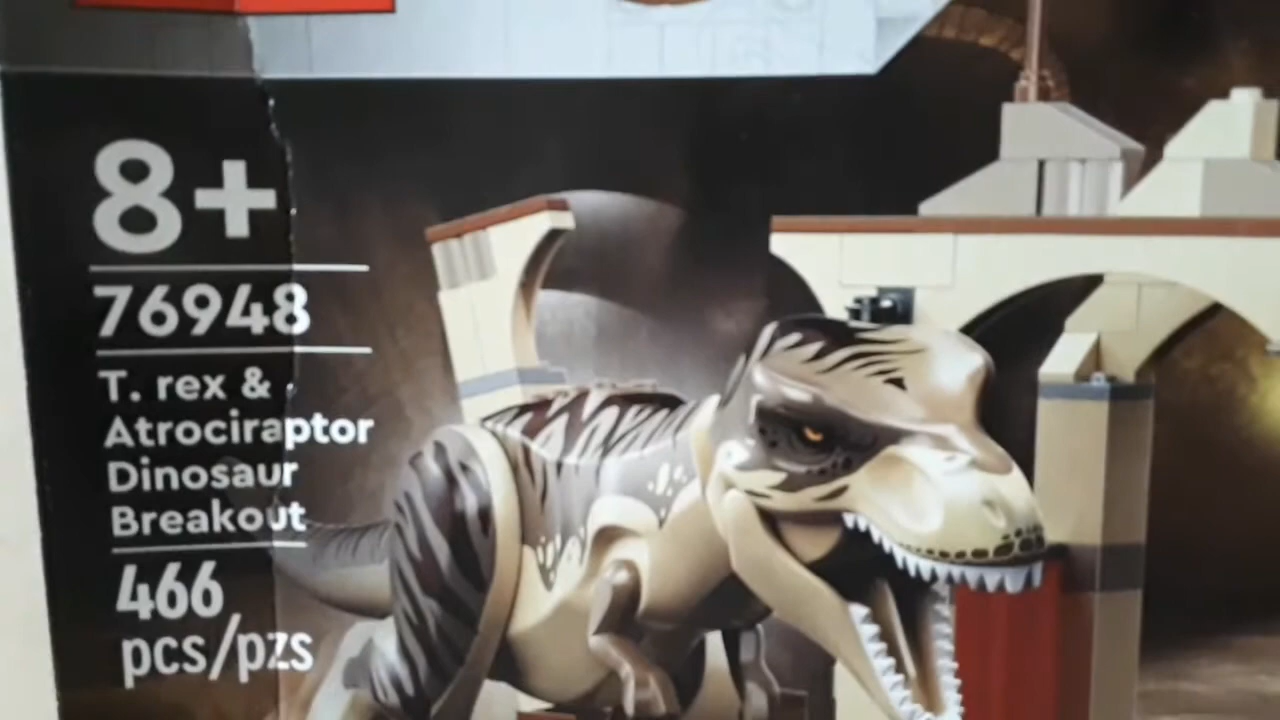 8+
76948
T. rex &
Atrociraptor
Dinosaur
Breakout
466
pcs/pzs